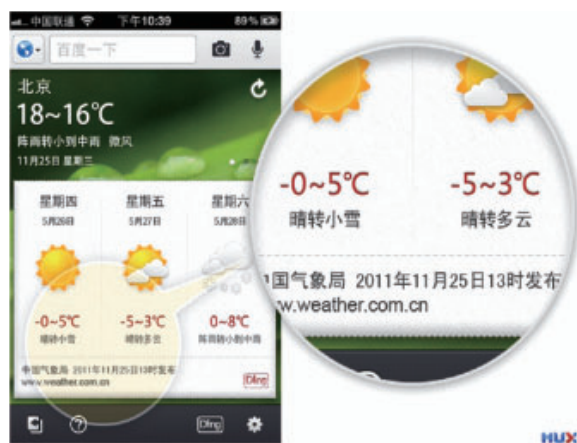 中国联通 下午10:39 89%
百度一下
北京
18~16℃
阵雨转小到中雨 微风
11月25日 星期三
星期四 星期五 星期六
5月26日 5月27日 5月28日
-0~5℃ -5~3℃ 0~8℃
晴转小雪 晴转多云 阵雨转小到中雨
中国气象局 2011年11月25日13时发布
www.weather.com.cn
Ding
Ding
-0~5℃ -5~3℃
晴转小雪 晴转多云
国气象局 2011年11月25日13时发布
w.weather.com.cn
HUX